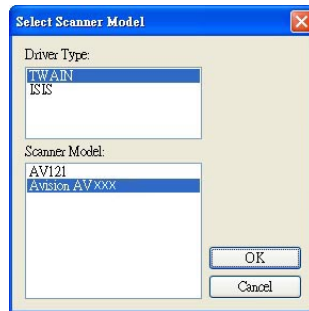 Select Scanner Model
Driver Type:
TWAIN
ISIS
Scanner Model:
AV121
Avision AVXXX
OK
Cancel